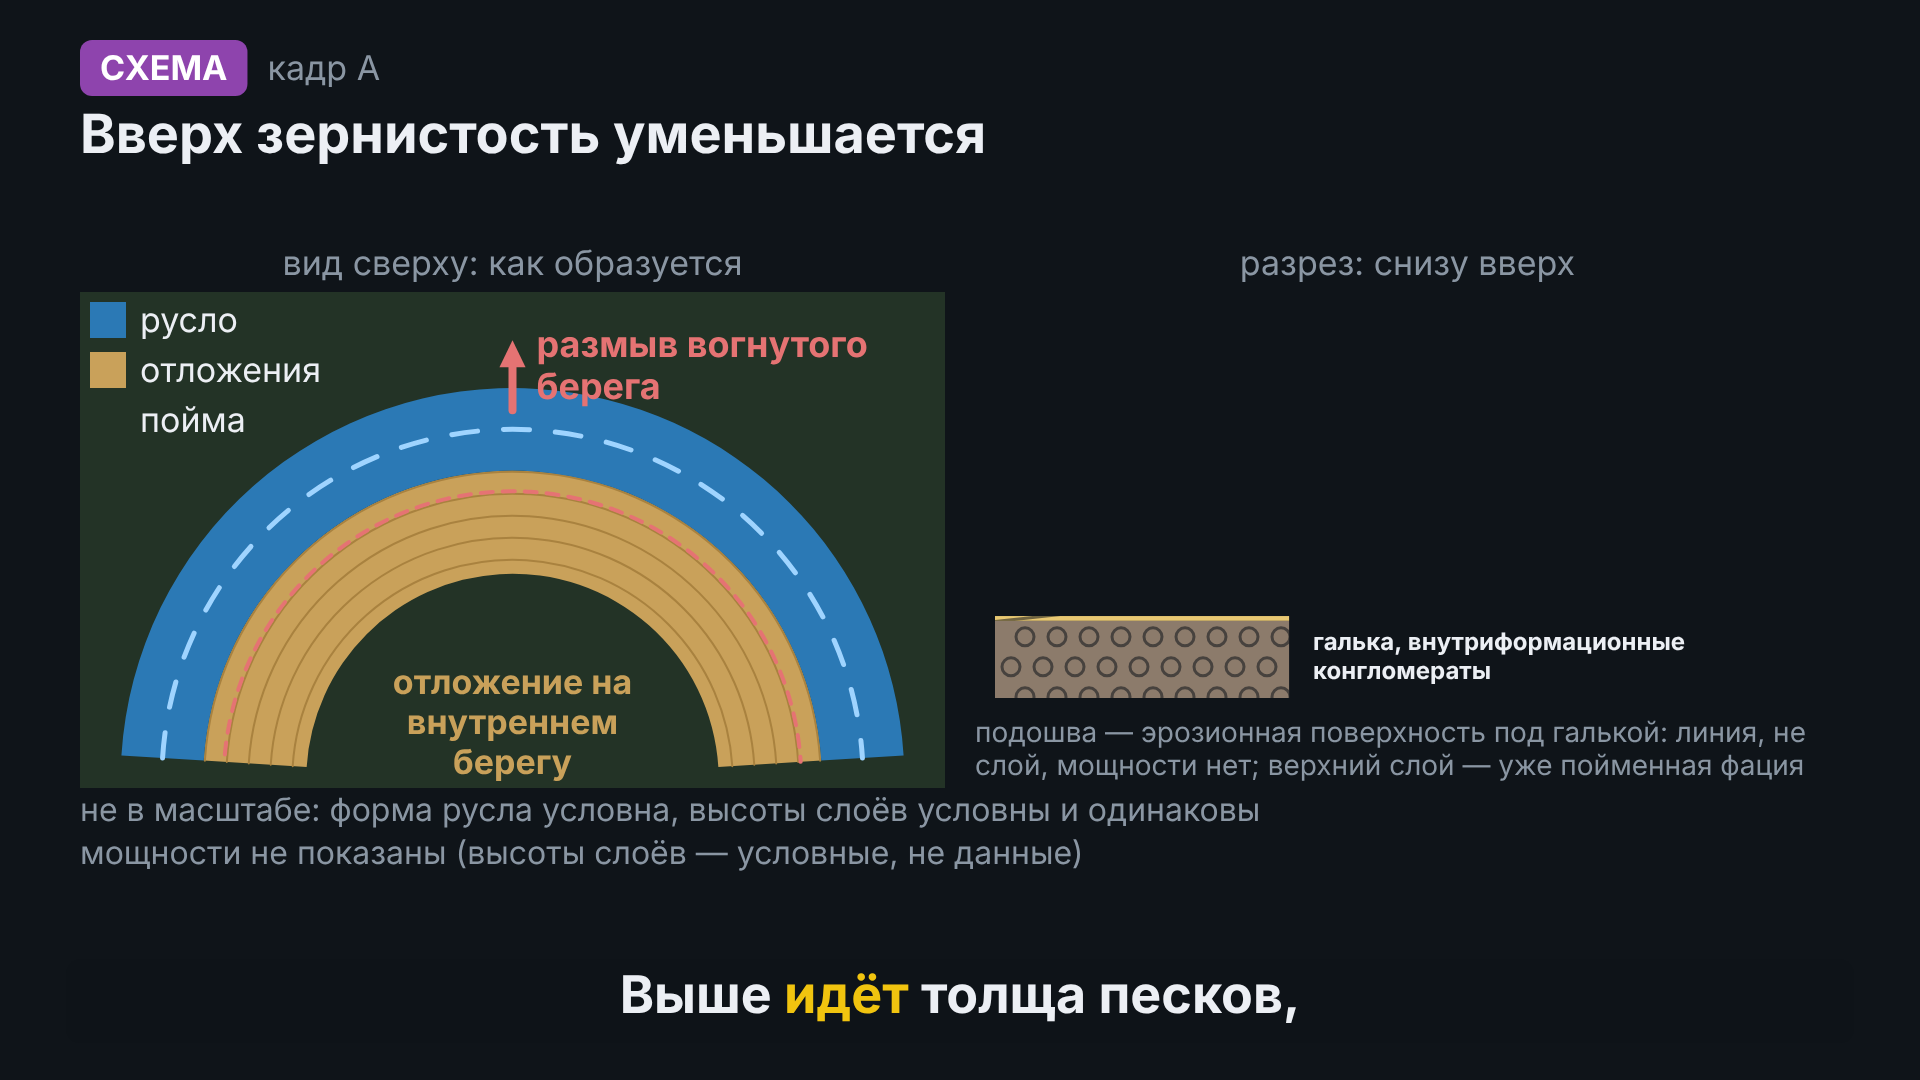 СХЕМА кадр А
Вверх зернистость уменьшается
вид сверху: как образуется
русло
отложения
пойма
размыв вогнутого
берега
отложение на
внутреннем
берегу
разрез: снизу вверх
галька, внутриформационные
конгломераты
подошва — эрозионная поверхность под галькой: линия, не
слой, мощности нет; верхний слой — уже пойменная фация
не в масштабе: форма русла условна, высоты слоёв условны и одинаковы
мощности не показаны (высоты слоёв — условные, не данные)
Выше идёт толща песков,